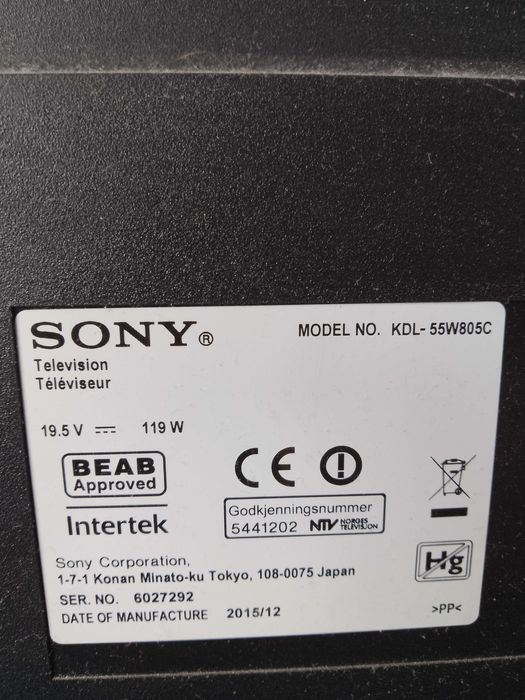 SONY®
MODEL NO. KDL-55W805C
Television
Téléviseur
19.5 V ⎓ 119 W
BEAB
Approved
CE
Intertek
Godkjenningsnummer
5441202 NTV NORGES TELEVISJON
Hg
Sony Corporation,
1-7-1 Konan Minato-ku Tokyo, 108-0075 Japan
SER. NO. 6027292
DATE OF MANUFACTURE 2015/12
>PP<